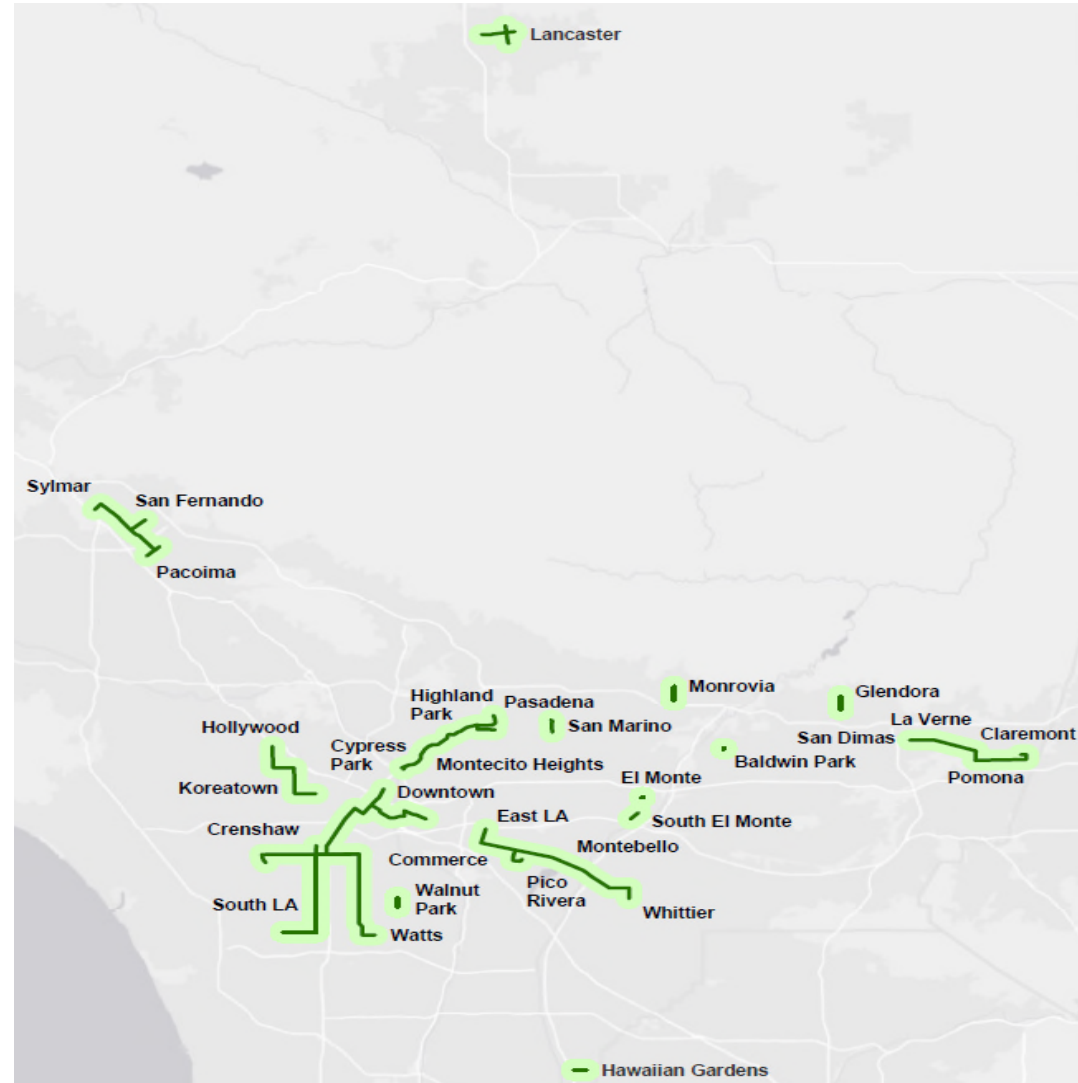 Lancaster
Sylmar
San Fernando
Pacoima
Monrovia
Glendora
Highland
Park
Pasadena
San Marino
La Verne
Hollywood
San Dimas
Claremont
Cypress
Park
Montecito Heights
Baldwin Park
Pomona
El Monte
Koreatown
Downtown
East LA
South El Monte
Crenshaw
Montebello
Commerce
Pico
Rivera
Walnut
Park
South LA
Whittier
Watts
Hawaiian Gardens